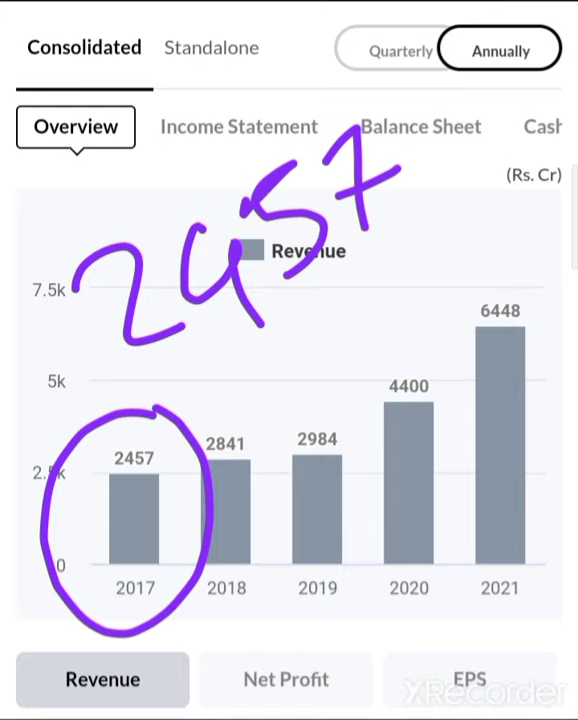 Consolidated Standalone Quarterly Annually
Overview Income Statement Balance Sheet Cash
(Rs. Cr)
2457
Revenue
7.5k
6448
5k
4400
2457 2841 2984
2.5k
0
2017 2018 2019 2020 2021
Revenue Net Profit EPS
XRecorder